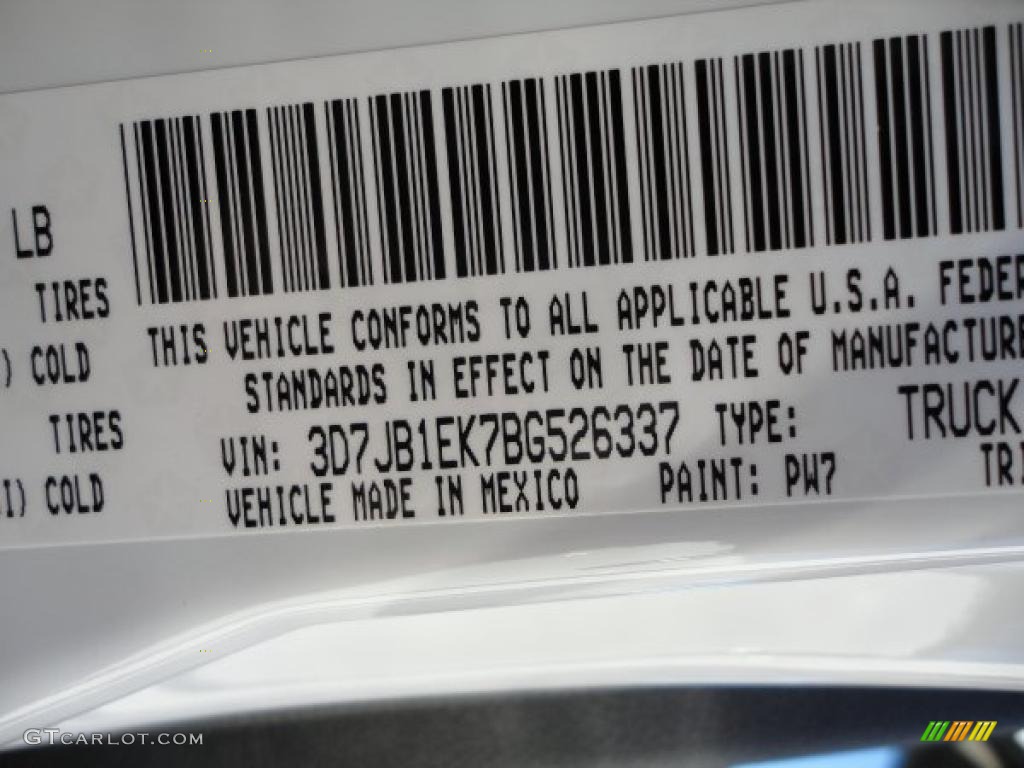 LB
TIRES
) COLD
TIRES
I) COLD
THIS VEHICLE CONFORMS TO ALL APPLICABLE U.S.A. FEDER
STANDARDS IN EFFECT ON THE DATE OF MANUFACTURE
VIN: 3D7JB1EK7BG526337 TYPE: TRUCK
VEHICLE MADE IN MEXICO PAINT: PW7 TRI
GTCARLOT.COM